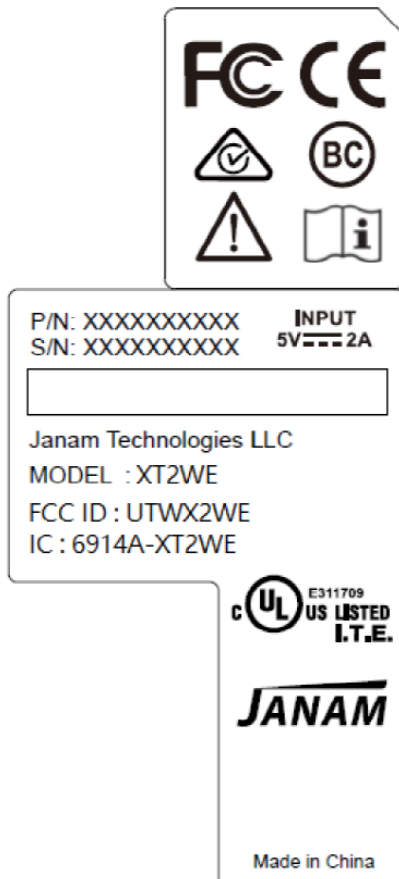 FC CE
BC
i
P/N: XXXXXXXXXX
S/N: XXXXXXXXXX
INPUT
5V⎓2A
Janam Technologies LLC
MODEL : XT2WE
FCC ID : UTWX2WE
IC : 6914A-XT2WE
E311709
C UL US LISTED
I.T.E.
JANAM
Made in China